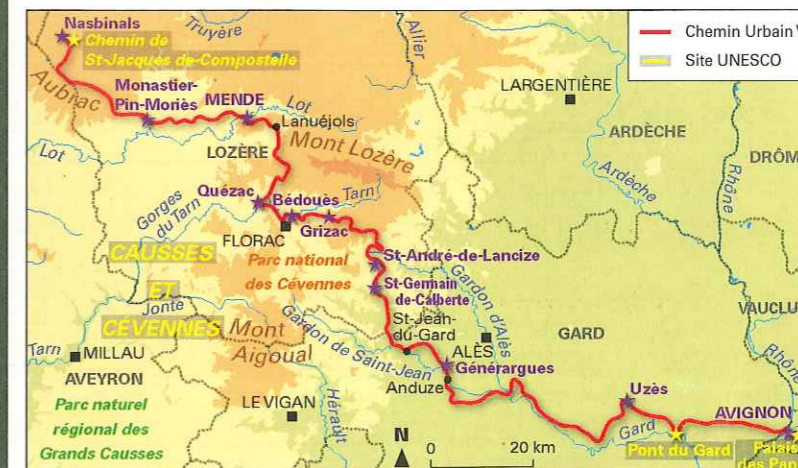 Nasbinals
Chemin de
St-Jacques-de-Compostelle
Truyère
Allier
Chemin Urbain V
Site UNESCO
Aubrac
Monastier-
Pin-Moriès
MENDE
Lot
Lanuéjols
LARGENTIÈRE
ARDÈCHE
DRÔM
LOZÈRE
Mont Lozère
Lot
Ardèche
Rhône
Quézac
Bédouès
Tarn
Gorges
du Tarn
FLORAC
Grizac
CAUSSES
ET
CÉVENNES
Parc national
des Cévennes
St-André-de-Lancize
St-Germain
de-Calberte
Gardon d'Alès
Jonte
Mont
Aigoual
St-Jean-
du-Gard
Gardon de Saint-Jean
GARD
VAUCLU
Rhône
Tarn
MILLAU
AVEYRON
ALÈS
Générargues
Anduze
Parc naturel
régional des
Grands Causses
LE VIGAN
Hérault
Uzès
AVIGNON
Gard
Pont du Gard
Palais
des Pap
N
0
20 km